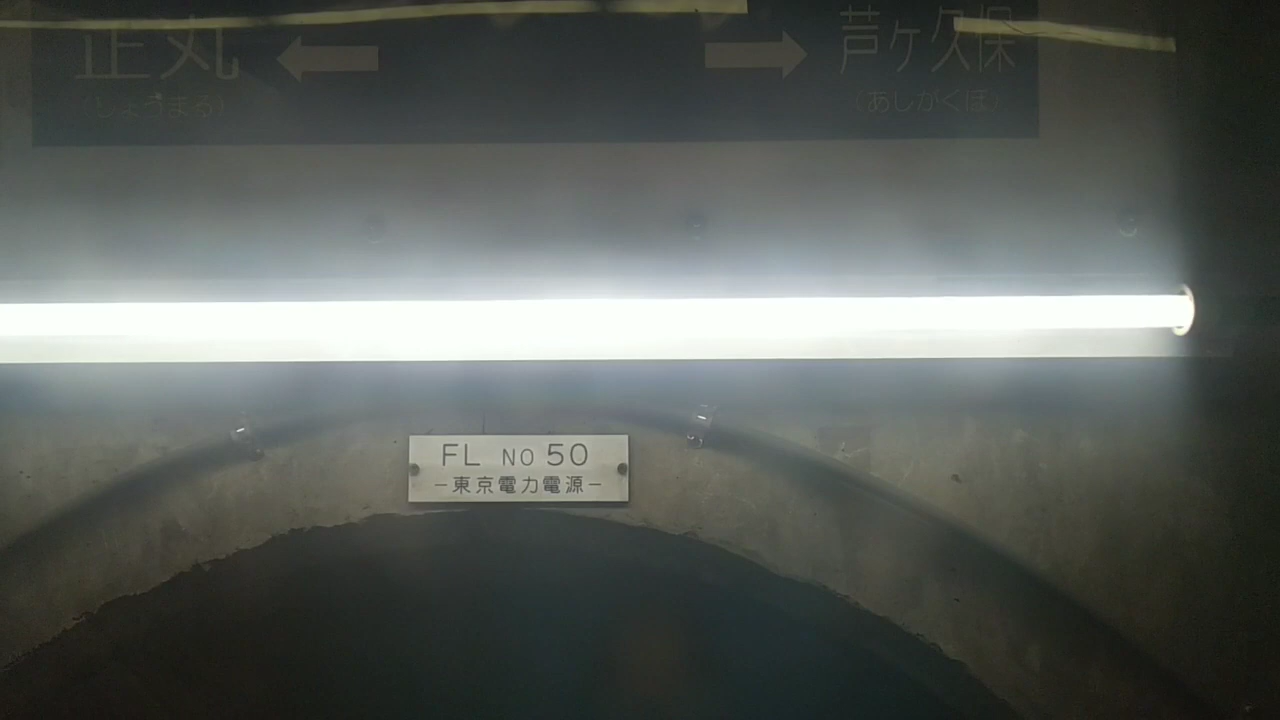 正丸 ← → 芦ヶ久保
(しょうまる) (あしがくぼ)
FL NO 50
-東京電力電源-